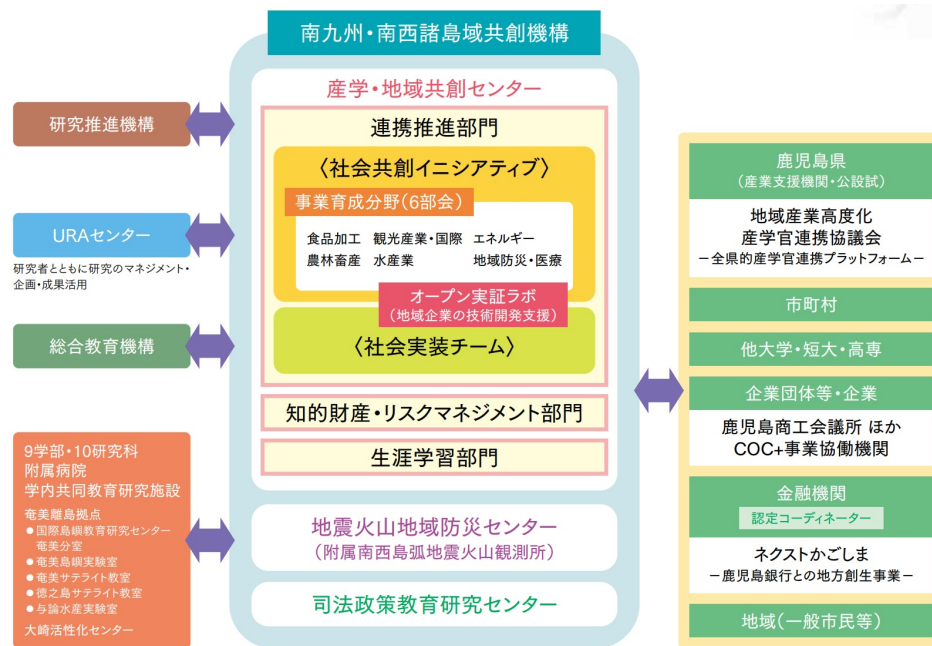 南九州・南西諸島域共創機構
産学・地域共創センター
連携推進部門
〈社会共創イニシアティブ〉
事業育成分野(6部会)
食品加工 観光産業・国際 エネルギー
農林畜産 水産業 地域防災・医療
オープン実証ラボ
(地域企業の技術開発支援)
〈社会実装チーム〉
知的財産・リスクマネジメント部門
生涯学習部門
地震火山地域防災センター
(附属南西島弧地震火山観測所)
司法政策教育研究センター
研究推進機構
URAセンター
研究者とともに研究のマネジメント・
企画・成果活用
総合教育機構
9学部・10研究科
附属病院
学内共同教育研究施設
奄美離島拠点
●国際島嶼教育研究センター
奄美分室
●奄美島嶼実験室
●奄美サテライト教室
●徳之島サテライト教室
●与論水産実験室
大崎活性化センター
鹿児島県
(産業支援機関・公設試)
地域産業高度化
産学官連携協議会
−全県的産学官連携プラットフォーム−
市町村
他大学・短大・高専
企業団体等・企業
鹿児島商工会議所 ほか
COC+事業協働機関
金融機関
認定コーディネーター
ネクストかごしま
−鹿児島銀行との地方創生事業−
地域(一般市民等)